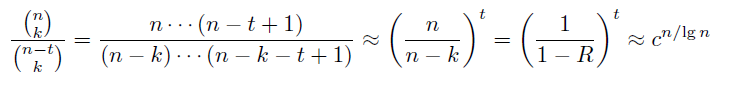 \frac{\binom{n}{k}}{\binom{n-t}{k}} = \frac{n \cdots (n-t+1)}{(n-k) \cdots (n-k-t+1)} \approx \left( \frac{n}{n-k} \right)^t = \left( \frac{1}{1-R} \right)^t \approx c^{n/\lg n}